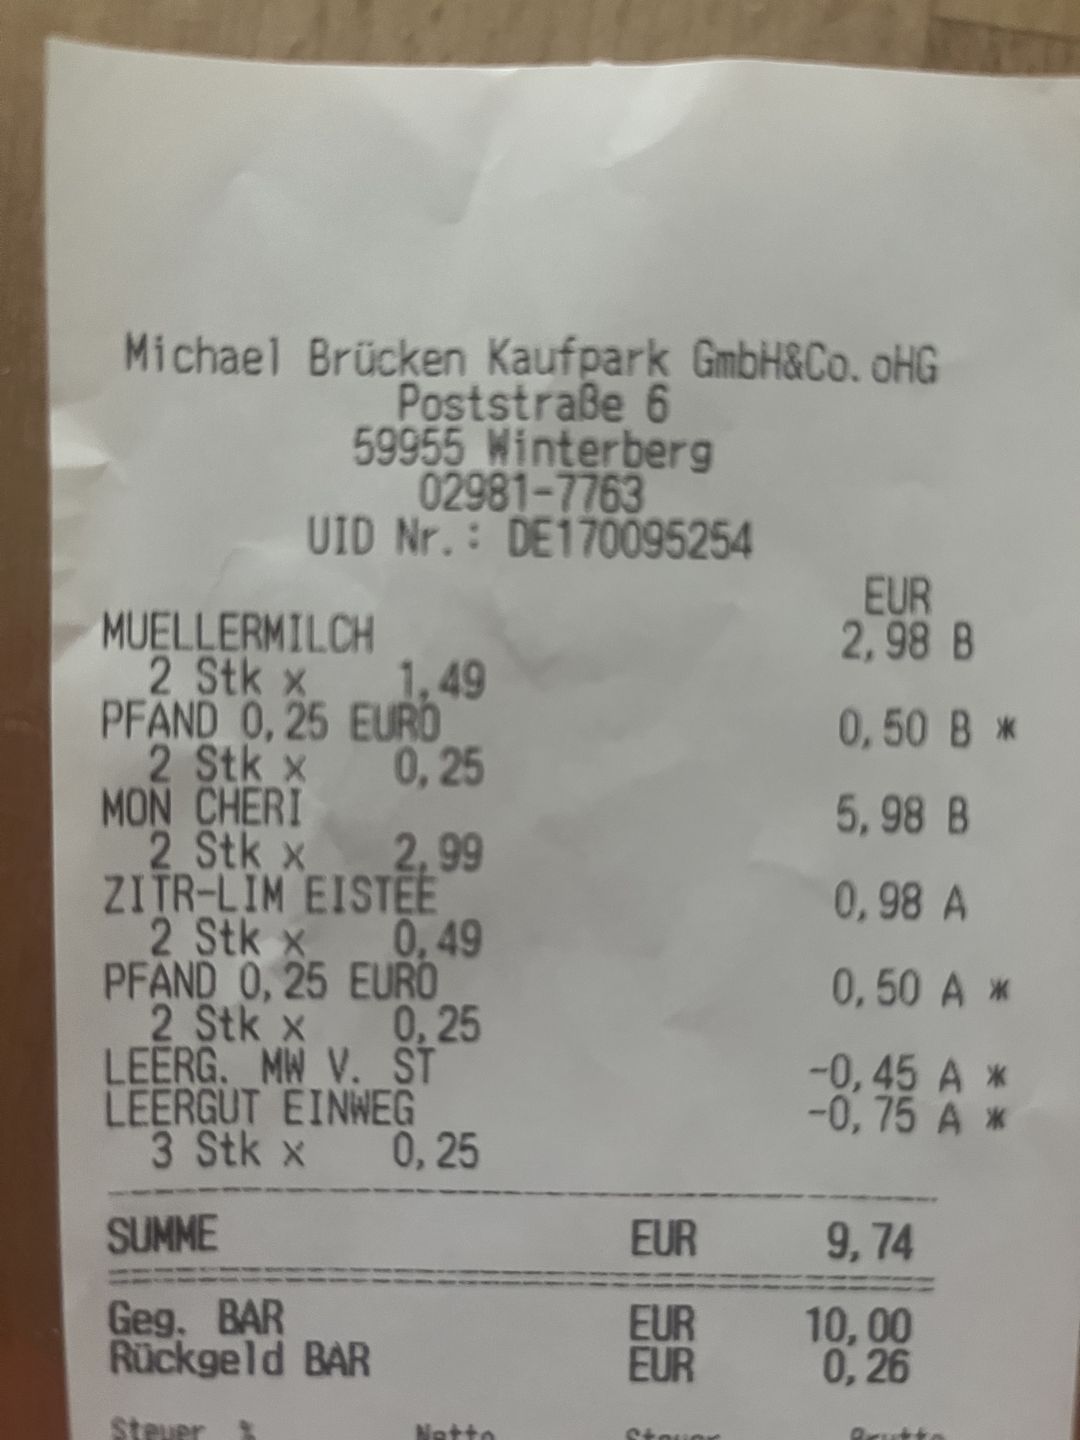 Michael Brücken Kaufpark GmbH&Co.oHG
Poststraße 6
59955 Winterberg
02981-7763
UID Nr.: DE170095254
EUR
MUELLERMILCH 2,98 B
2 Stk x 1,49
PFAND 0,25 EURO 0,50 B *
2 Stk x 0,25
MON CHERI 5,98 B
2 Stk x 2,99
ZITR-LIM EISTEE 0,98 A
2 Stk x 0,49
PFAND 0,25 EURO 0,50 A *
2 Stk x 0,25
LEERG. MW V. ST -0,45 A *
LEERGUT EINWEG -0,75 A *
3 Stk x 0,25
SUMME EUR 9,74
Geg. BAR EUR 10,00
Rückgeld BAR EUR 0,26
Steuer % Netto Steuer Brutto